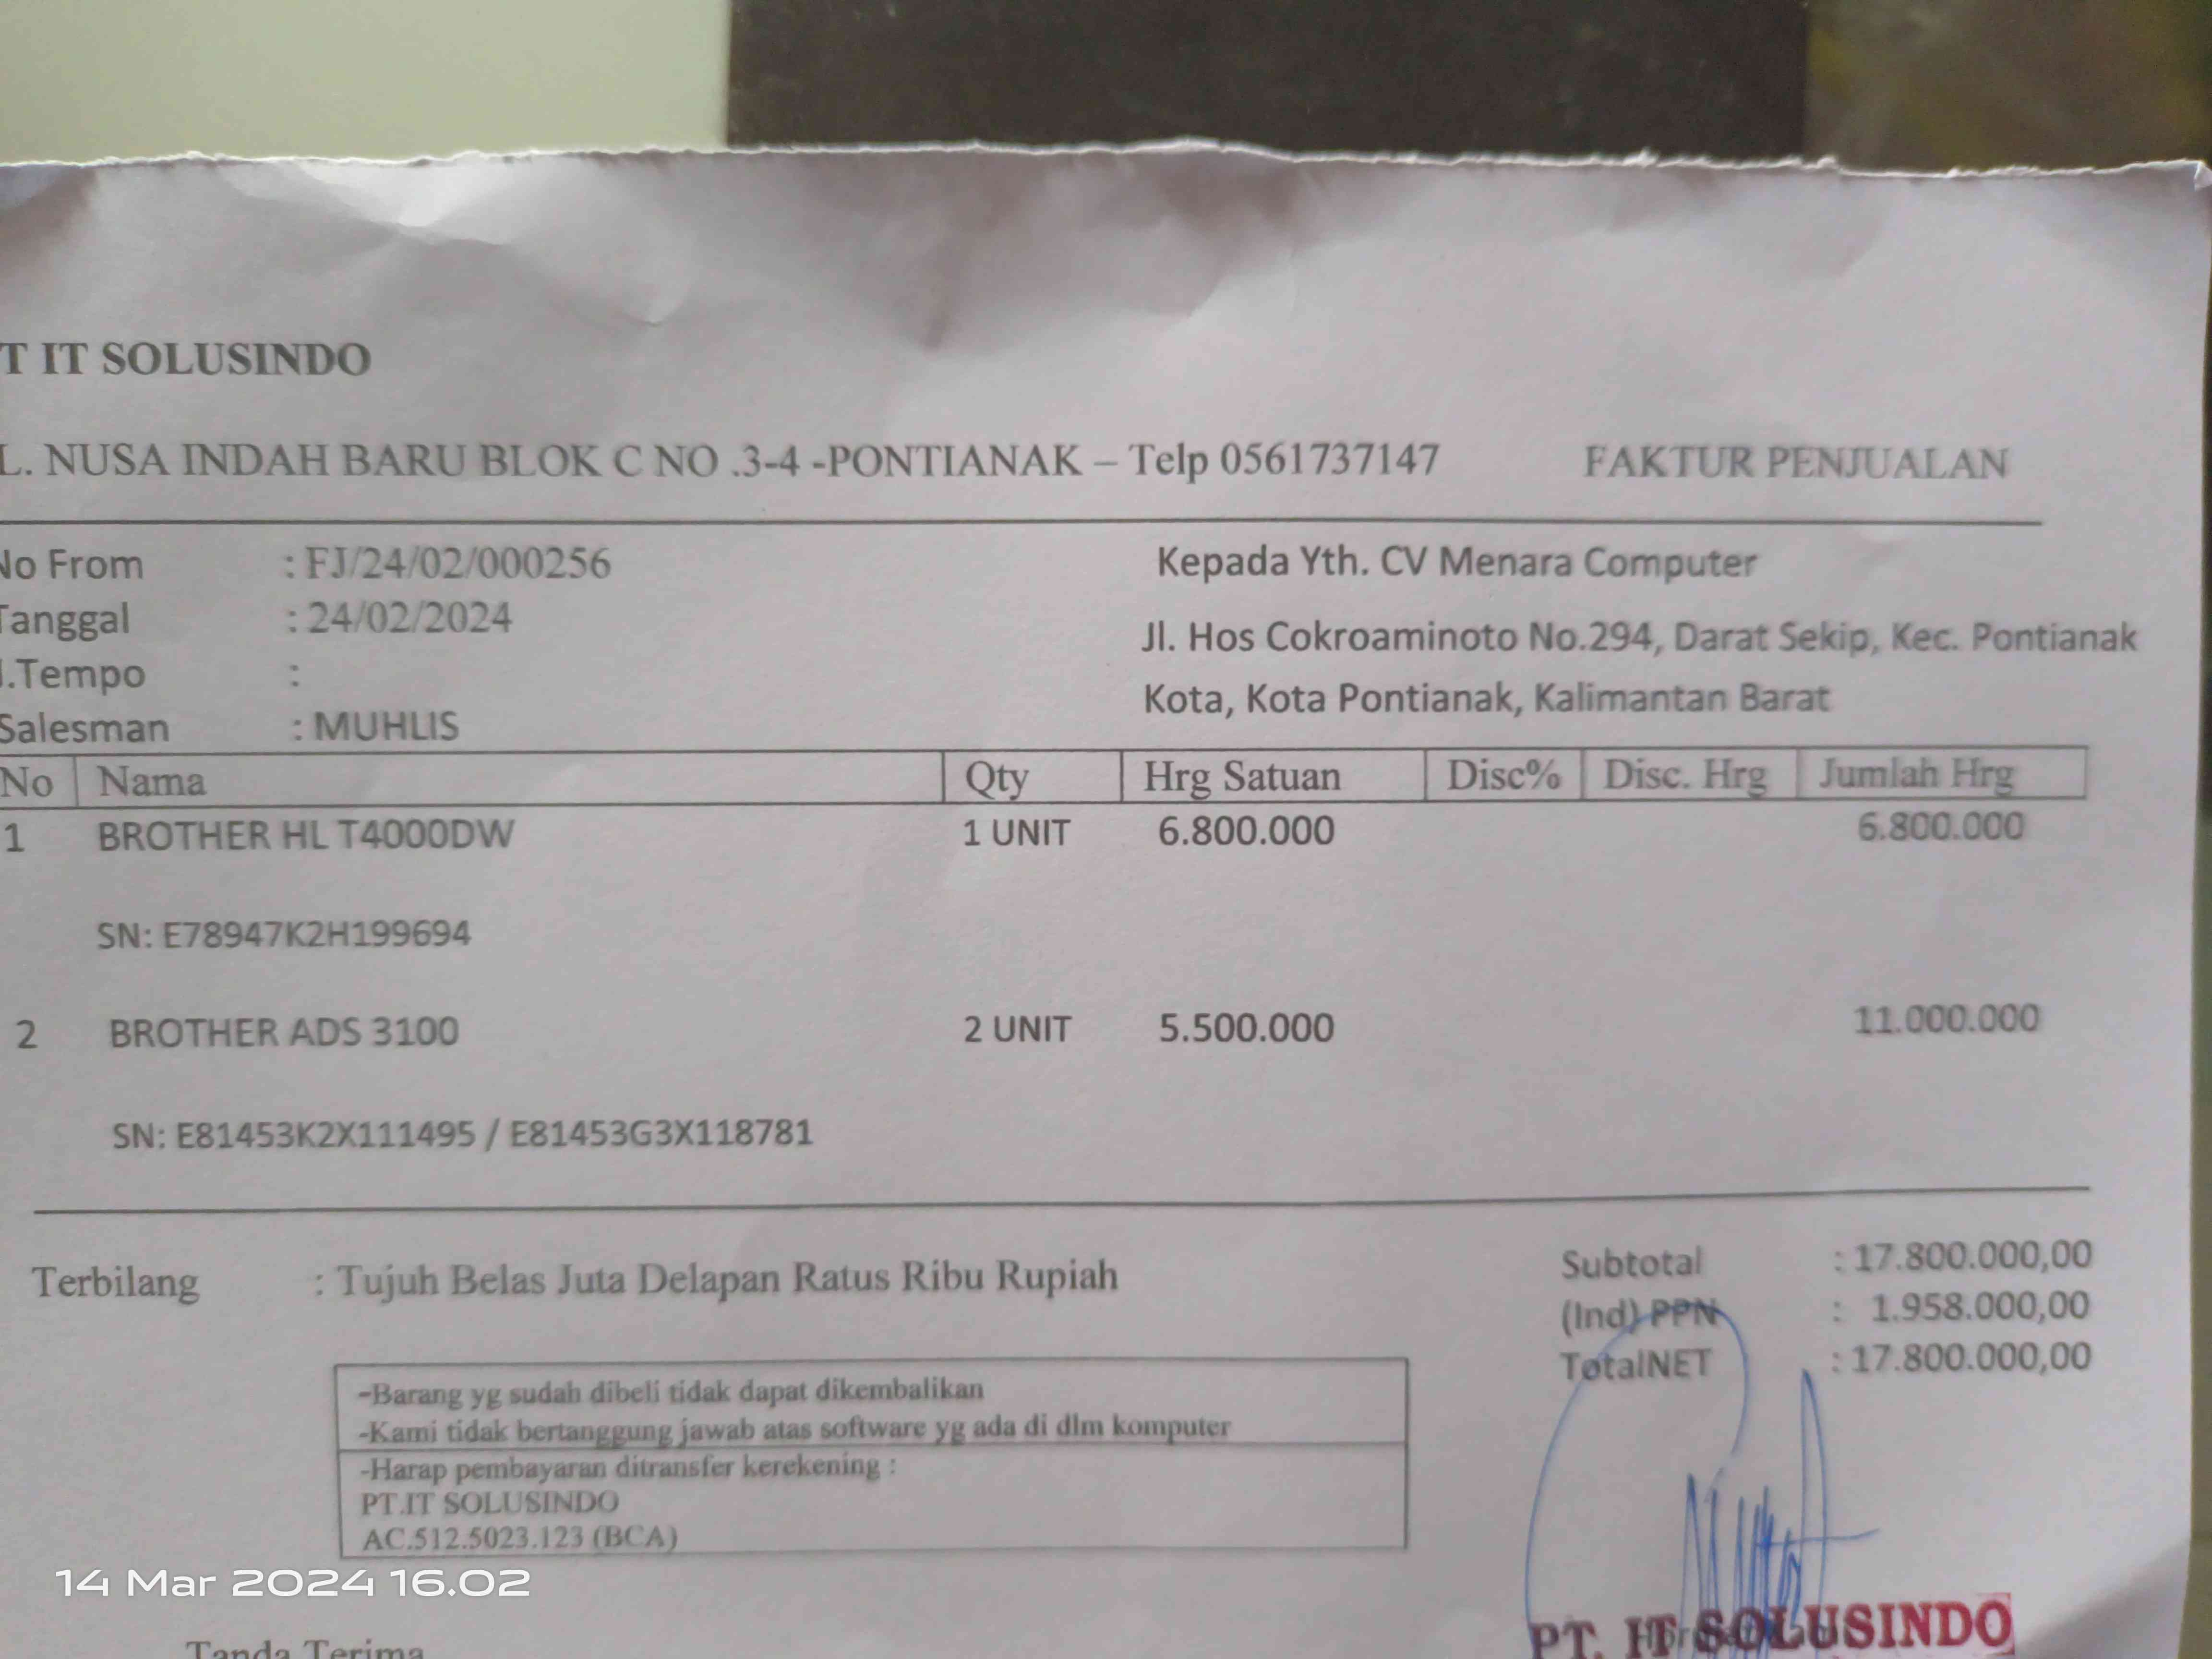 T IT SOLUSINDO
L. NUSA INDAH BARU BLOK C NO .3-4 -PONTIANAK – Telp 0561737147 FAKTUR PENJUALAN
No From : FJ/24/02/000256
Tanggal : 24/02/2024
.Tempo :
Salesman : MUHLIS
Kepada Yth. CV Menara Computer
Jl. Hos Cokroaminoto No.294, Darat Sekip, Kec. Pontianak
Kota, Kota Pontianak, Kalimantan Barat
No Nama Qty Hrg Satuan Disc% Disc. Hrg Jumlah Hrg
1 BROTHER HL T4000DW 1 UNIT 6.800.000 6.800.000
SN: E78947K2H199694
2 BROTHER ADS 3100 2 UNIT 5.500.000 11.000.000
SN: E81453K2X111495 / E81453G3X118781
Terbilang : Tujuh Belas Juta Delapan Ratus Ribu Rupiah
Subtotal : 17.800.000,00
(Ind) PPN : 1.958.000,00
TotalNET : 17.800.000,00
-Barang yg sudah dibeli tidak dapat dikembalikan
-Kami tidak bertanggung jawab atas software yg ada di dlm komputer
-Harap pembayaran ditransfer kerekening :
PT.IT SOLUSINDO
AC.512.5023.123 (BCA)
14 Mar 2024 16.02
Tanda Terima
PT. IT SOLUSINDO